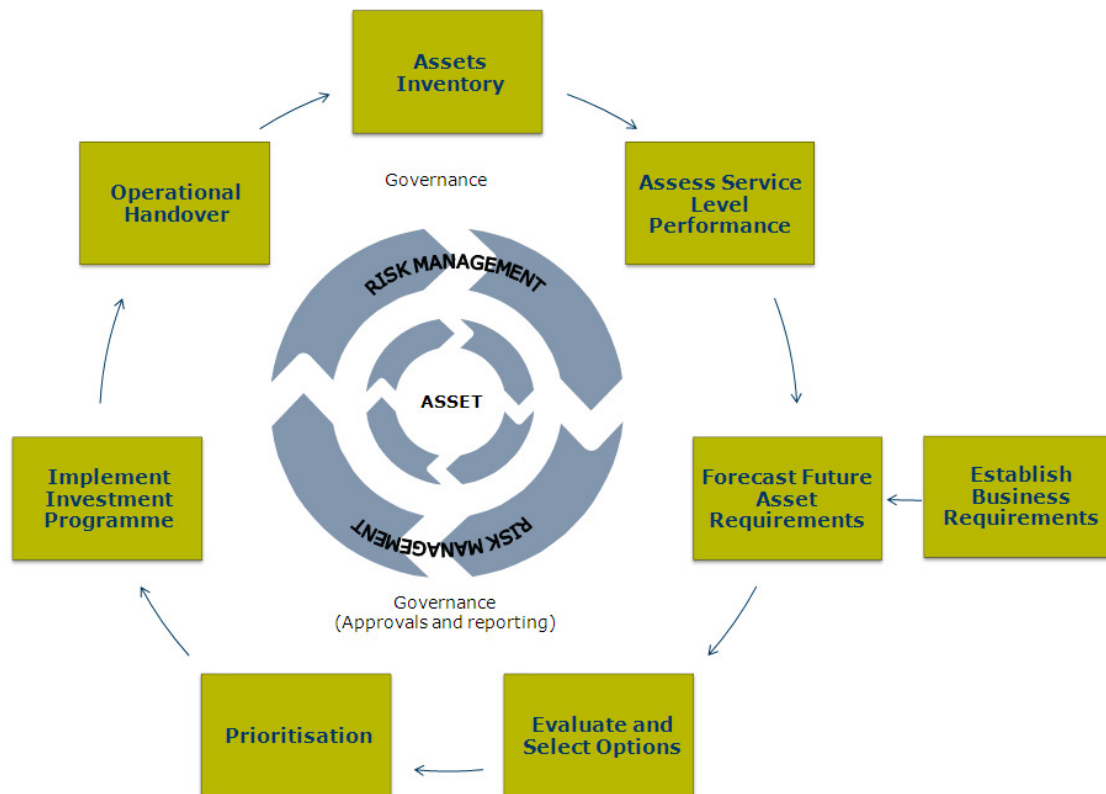 Assets
Inventory
Assess Service
Level
Performance
Operational
Handover
Governance
RISK MANAGEMENT
ASSET
Forecast Future
Asset
Requirements
Establish
Business
Requirements
Implement
Investment
Programme
RISK MANAGEMENT
Governance
(Approvals and reporting)
Evaluate and
Select Options
Prioritisation